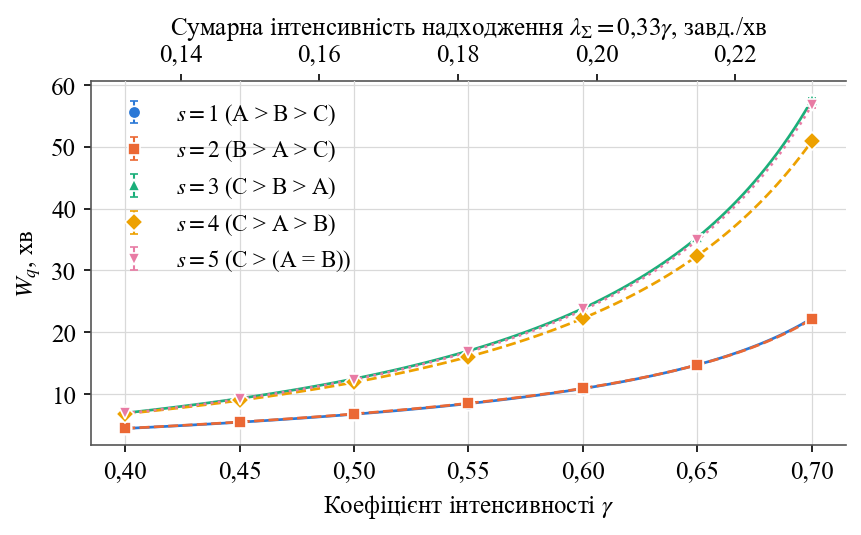 Сумарна інтенсивність надходження λΣ = 0,33γ, завд./хв
0,14 0,16 0,18 0,20 0,22
60
50
40
30
20
10
Wq, хв
s = 1 (A > B > C)
s = 2 (B > A > C)
s = 3 (C > B > A)
s = 4 (C > A > B)
s = 5 (C > (A = B))
0,40 0,45 0,50 0,55 0,60 0,65 0,70
Коефіцієнт інтенсивності γ